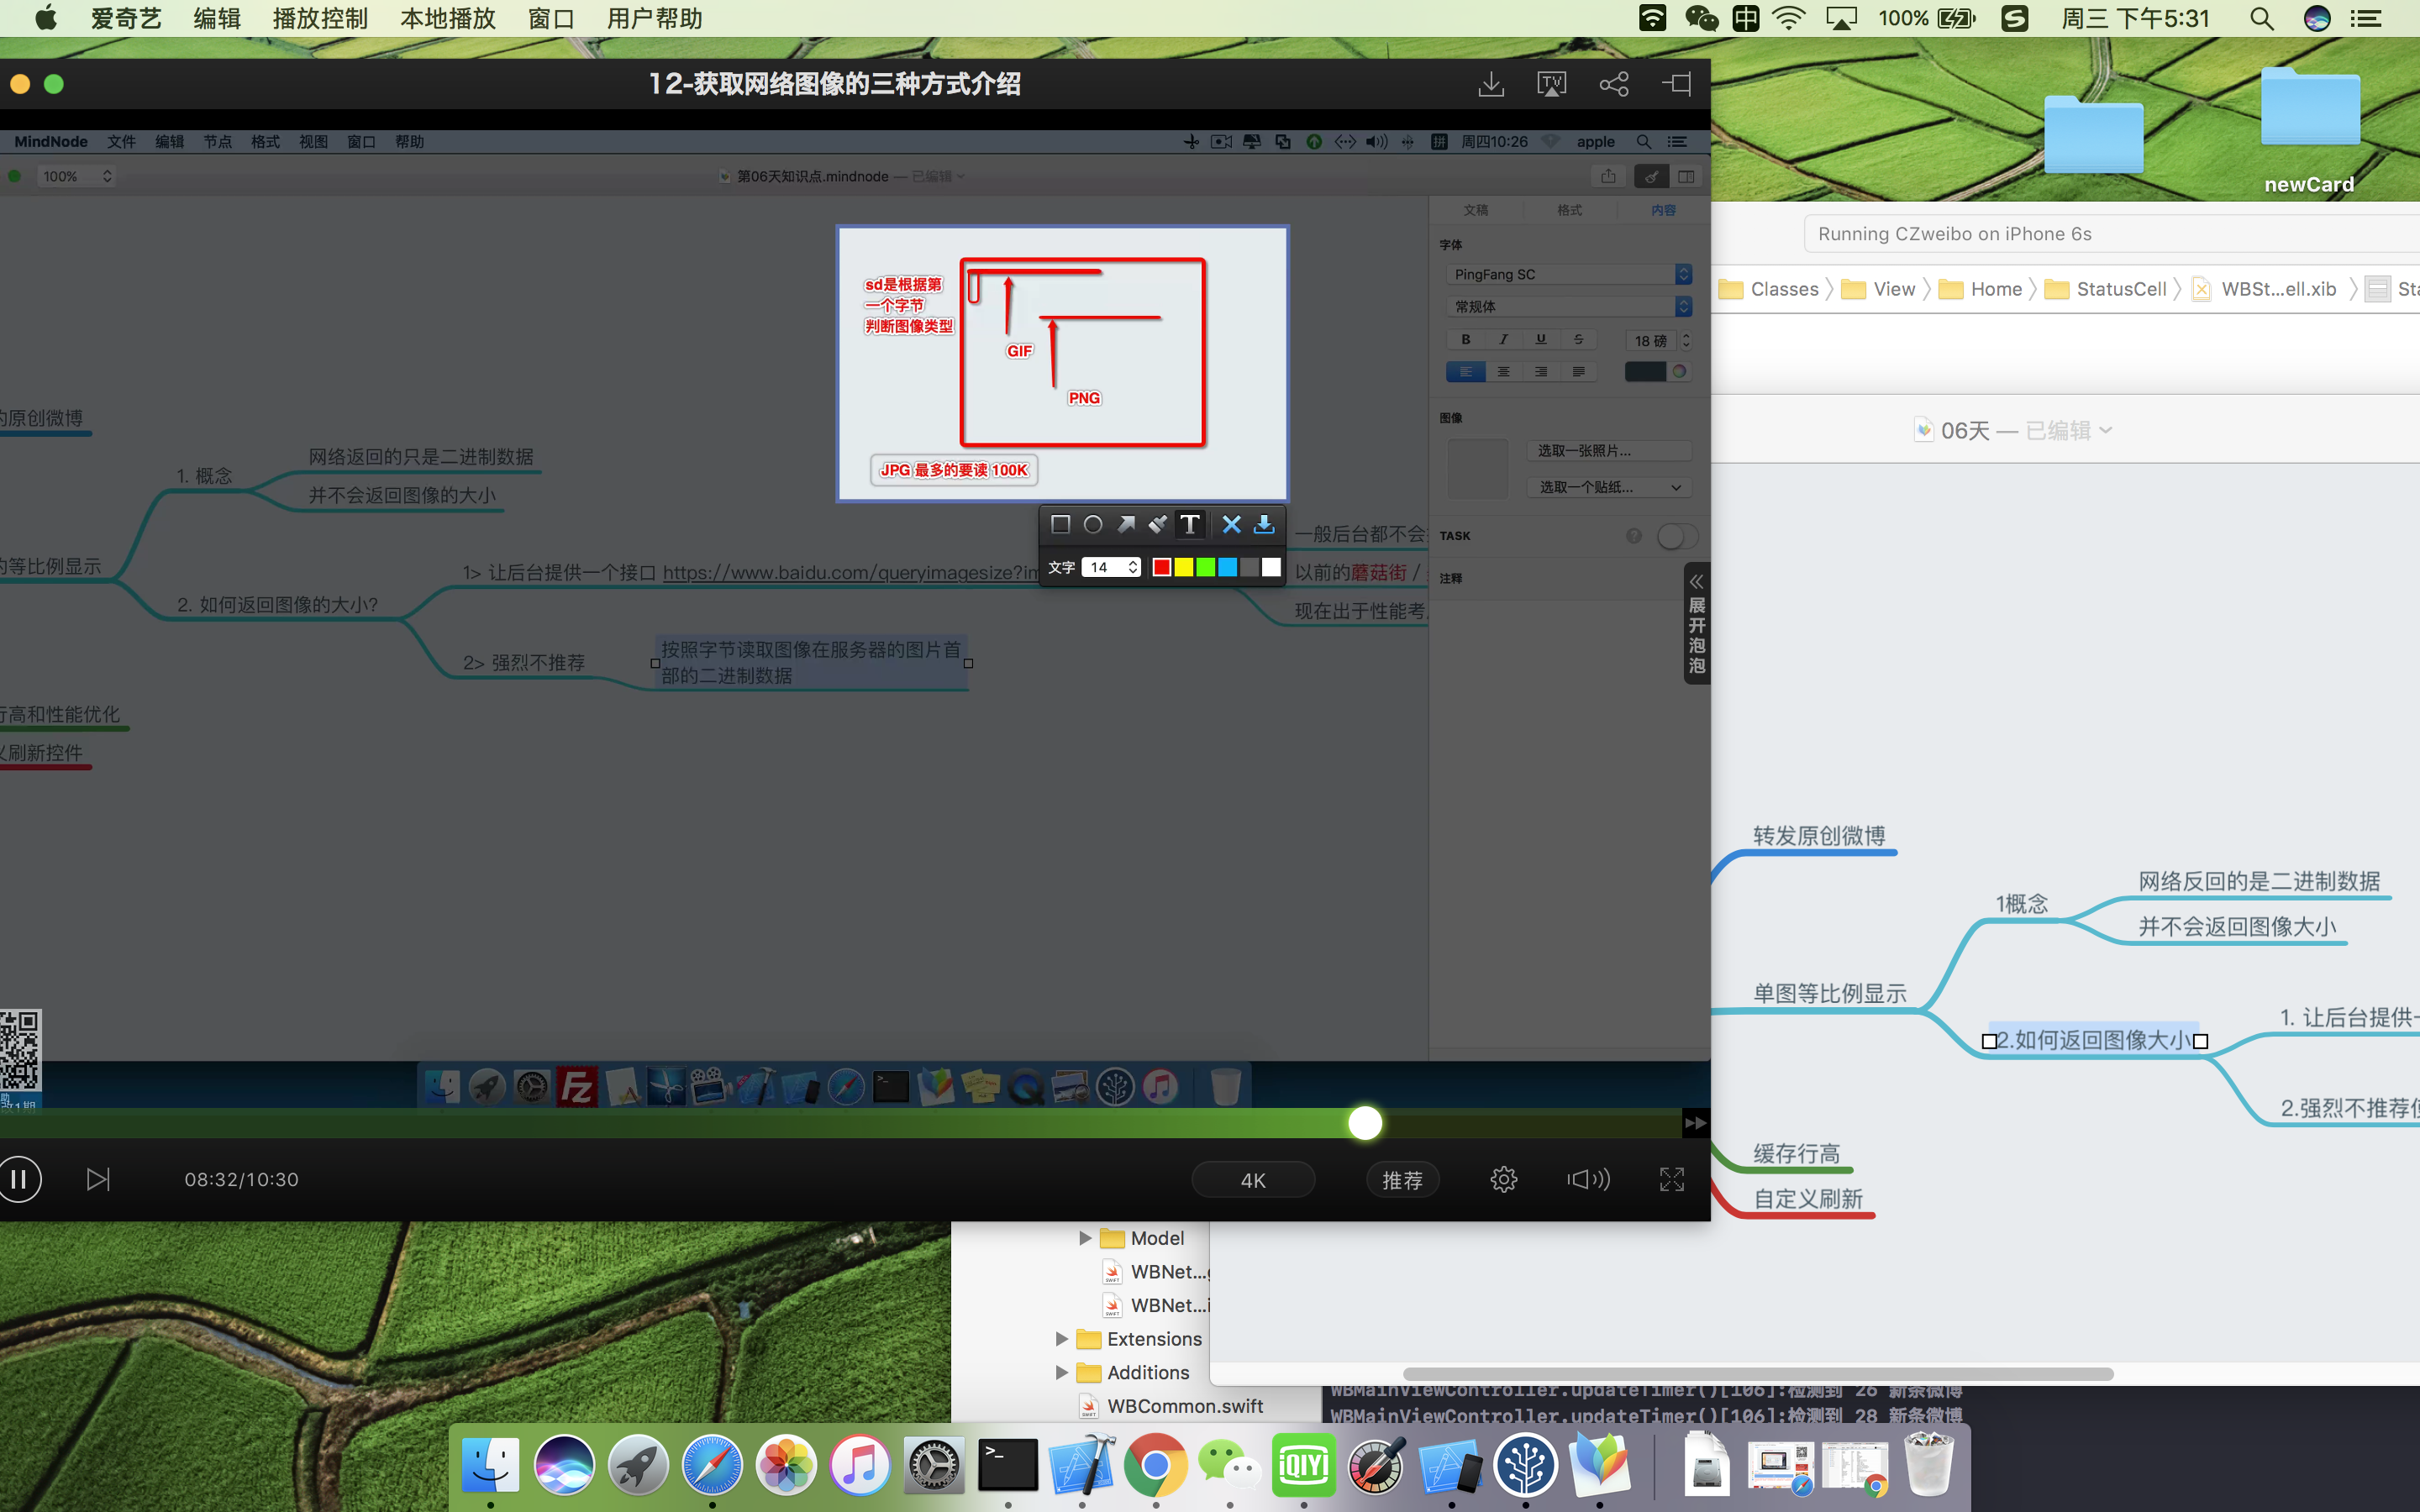 爱奇艺 编辑 播放控制 本地播放 窗口 用户帮助
中 100% 周三 下午5:31
12-获取网络图像的三种方式介绍
TV
newCard
MindNode 文件 编辑 节点 格式 视图 窗口 帮助
拼 周四10:26 apple
100%
第06天知识点.mindnode — 已编辑
文稿 格式 内容
字体
PingFang SC
常规体
B I U S 18 磅
图像
选取一张照片...
选取一个贴纸...
TASK
注释
sd是根据第
一个字节
判断图像类型
GIF
PNG
JPG 最多的要读 100K
T
文字 14
的原创微博
1. 概念
网络返回的只是二进制数据
并不会返回图像的大小
的等比例显示
2. 如何返回图像的大小?
1> 让后台提供一个接口 https://www.baidu.com/queryimagesize?im
一般后台都不会
以前的蘑菇街 /
现在出于性能考
2> 强烈不推荐
按照字节读取图像在服务器的图片首
部的二进制数据
行高和性能优化
义刷新控件
展开泡泡
08:32/10:30
4K
推荐
Running CZweibo on iPhone 6s
Classes View Home StatusCell WBSt...ell.xib Sta
06天 — 已编辑
转发原创微博
1概念
网络反回的是二进制数据
并不会返回图像大小
单图等比例显示
2.如何返回图像大小
1. 让后台提供
2.强烈不推荐使
缓存行高
自定义刷新
Model
WBNet...
WBNet...
Extensions
Additions
WBCommon.swift
WBMainViewController.updateTimer()[106]:检测到 26 新条微博
WBMainViewController.updateTimer()[106]:检测到 28 新条微博
iQIYI